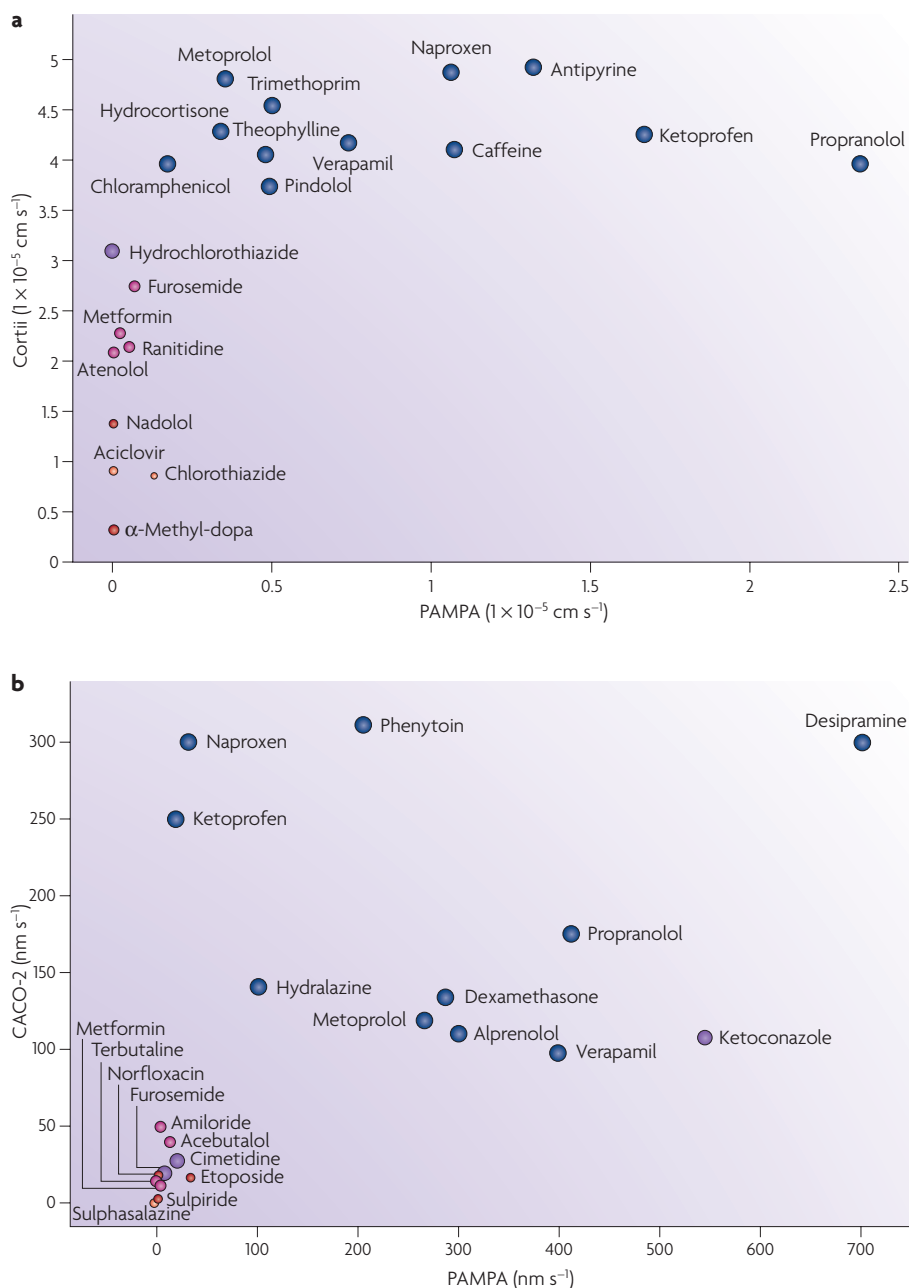 a
5
4.5
4
3.5
3
2.5
2
1.5
1
0.5
0
Cortii (1 × 10⁻⁵ cm s⁻¹)
Metoprolol
Naproxen
Antipyrine
Trimethoprim
Hydrocortisone
Theophylline
Verapamil
Caffeine
Ketoprofen
Propranolol
Chloramphenicol
Pindolol
Hydrochlorothiazide
Furosemide
Metformin
Ranitidine
Atenolol
Nadolol
Aciclovir
Chlorothiazide
α-Methyl-dopa
0 0.5 1 1.5 2 2.5
PAMPA (1 × 10⁻⁵ cm s⁻¹)
b
300
250
200
150
100
50
0
CACO-2 (nm s⁻¹)
Naproxen
Phenytoin
Desipramine
Ketoprofen
Propranolol
Hydralazine
Dexamethasone
Metoprolol
Alprenolol
Verapamil
Ketoconazole
Metformin
Terbutaline
Norfloxacin
Furosemide
Amiloride
Acebutalol
Cimetidine
Etoposide
Sulpiride
Sulphasalazine
0 100 200 300 400 500 600 700
PAMPA (nm s⁻¹)